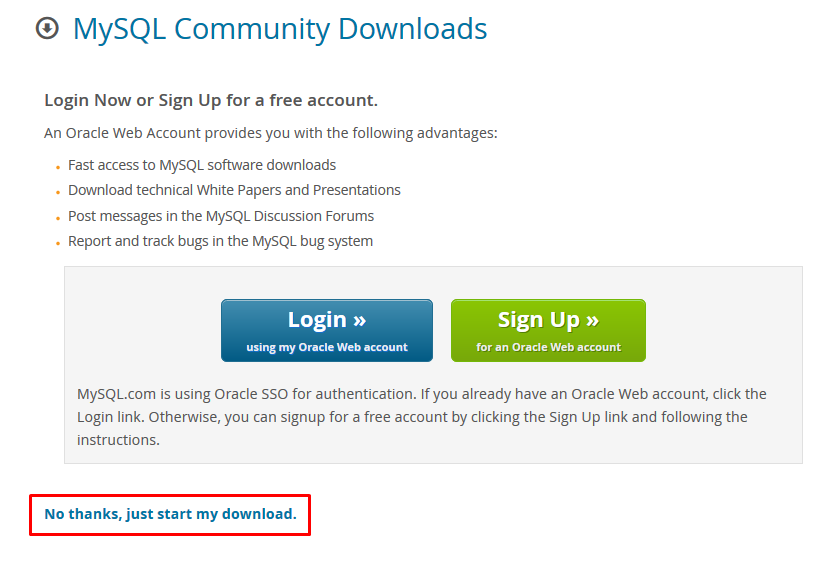 MySQL Community Downloads
Login Now or Sign Up for a free account.
An Oracle Web Account provides you with the following advantages:
Fast access to MySQL software downloads
Download technical White Papers and Presentations
Post messages in the MySQL Discussion Forums
Report and track bugs in the MySQL bug system
Login »
using my Oracle Web account
Sign Up »
for an Oracle Web account
MySQL.com is using Oracle SSO for authentication. If you already have an Oracle Web account, click the
Login link. Otherwise, you can signup for a free account by clicking the Sign Up link and following the
instructions.
No thanks, just start my download.